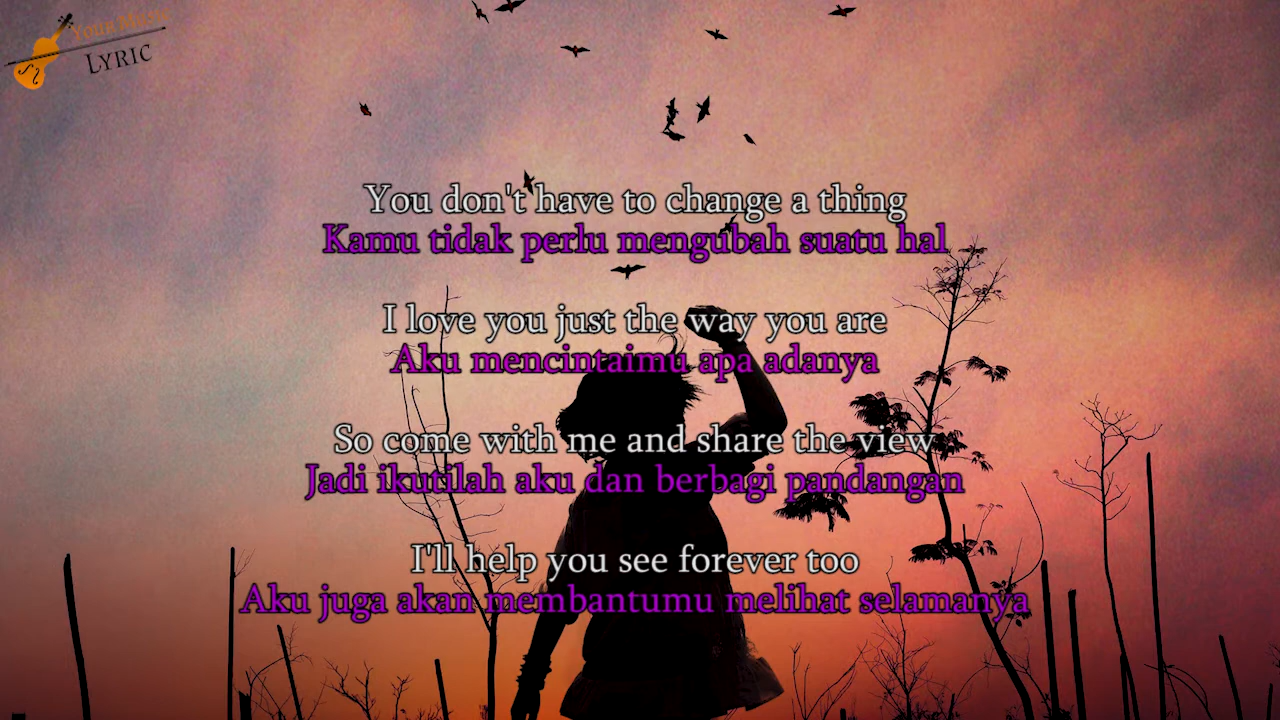 Your Music
LYRIC
You don't have to change a thing
Kamu tidak perlu mengubah suatu hal
I love you just the way you are
Aku mencintaimu apa adanya
So come with me and share the view
Jadi ikutilah aku dan berbagi pandangan
I'll help you see forever too
Aku juga akan membantumu melihat selamanya